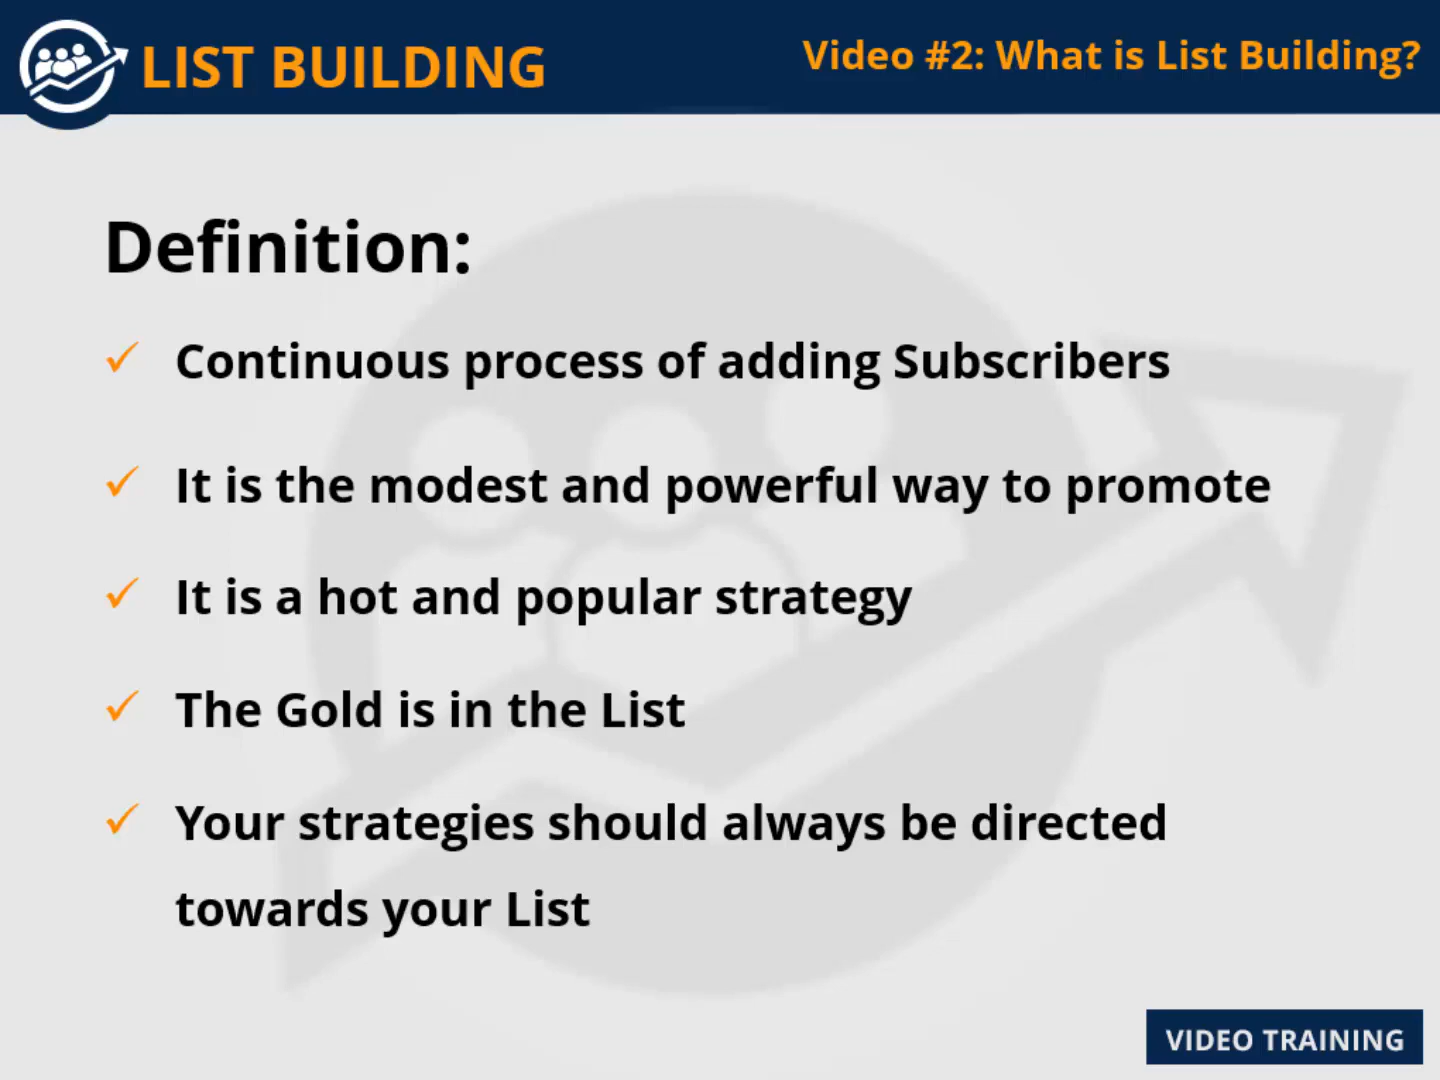 LIST BUILDING
Video #2: What is List Building?
Definition:
Continuous process of adding Subscribers
It is the modest and powerful way to promote
It is a hot and popular strategy
The Gold is in the List
Your strategies should always be directed
towards your List
VIDEO TRAINING